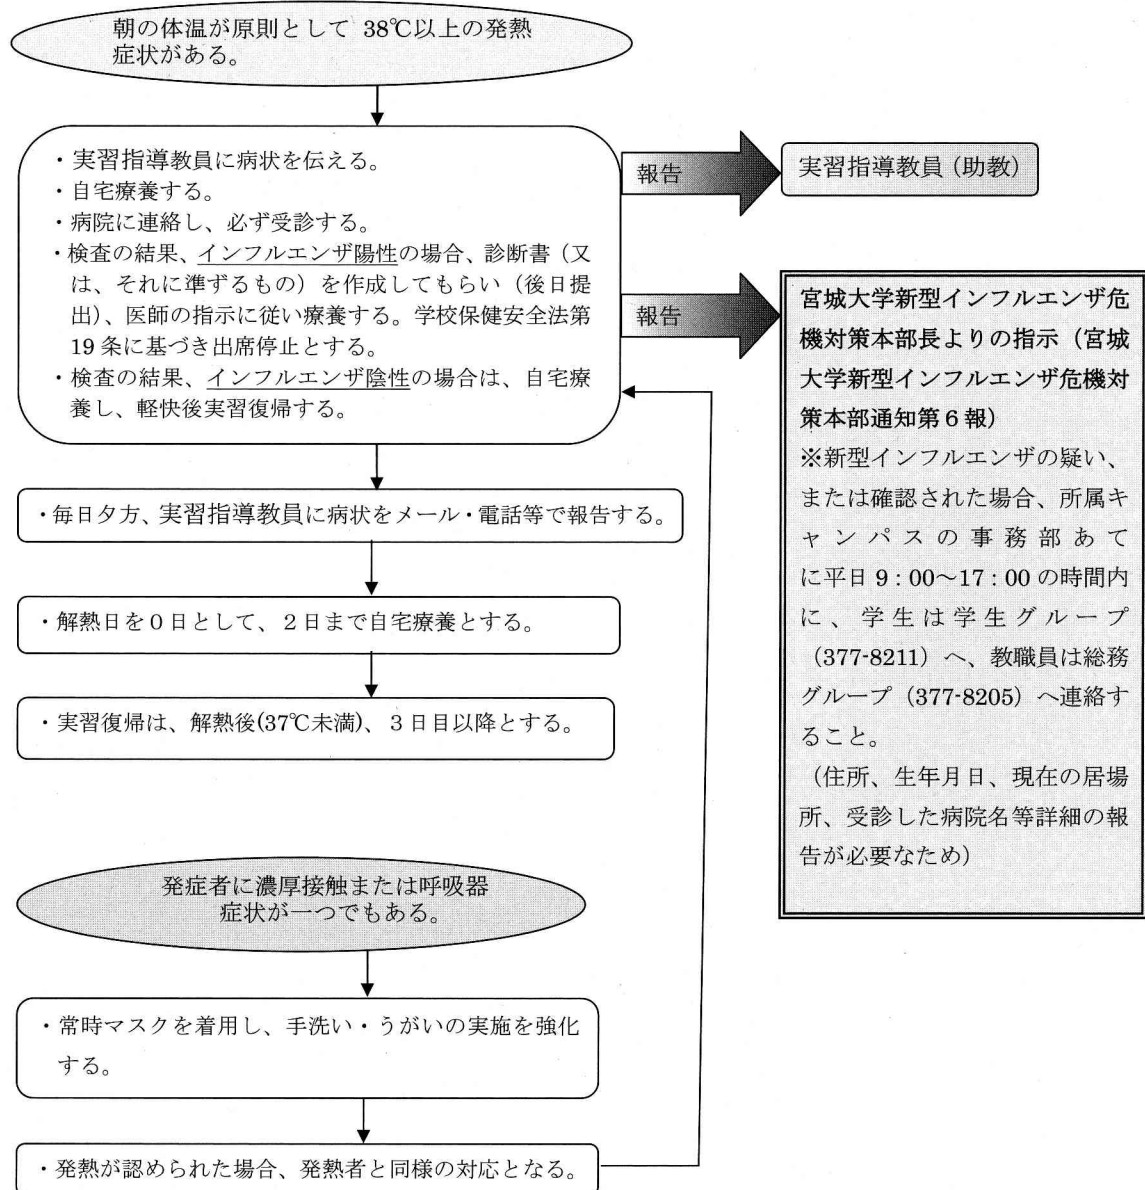 朝の体温が原則として 38℃以上の発熱
症状がある。
・実習指導教員に病状を伝える。
・自宅療養する。
・病院に連絡し、必ず受診する。
・検査の結果、インフルエンザ陽性の場合、診断書（又
は、それに準ずるもの）を作成してもらい（後日提
出）、医師の指示に従い療養する。学校保健安全法第
19 条に基づき出席停止とする。
・検査の結果、インフルエンザ陰性の場合は、自宅療
養し、軽快後実習復帰する。
報告
実習指導教員（助教）
報告
宮城大学新型インフルエンザ危
機対策本部長よりの指示（宮城
大学新型インフルエンザ危機対
策本部通知第６報）
※新型インフルエンザの疑い、
または確認された場合、所属キ
ャンパスの事務部あて
に平日 9：00～17：00 の時間内
に、学生は学生グループ
（377-8211）へ、教職員は総務
グループ（377-8205）へ連絡す
ること。
（住所、生年月日、現在の居場
所、受診した病院名等詳細の報
告が必要なため）
・毎日夕方、実習指導教員に病状をメール・電話等で報告する。
・解熱日を０日として、２日まで自宅療養とする。
・実習復帰は、解熱後(37℃未満)、３日目以降とする。
発症者に濃厚接触または呼吸器
症状が一つでもある。
・常時マスクを着用し、手洗い・うがいの実施を強化
する。
・発熱が認められた場合、発熱者と同様の対応となる。